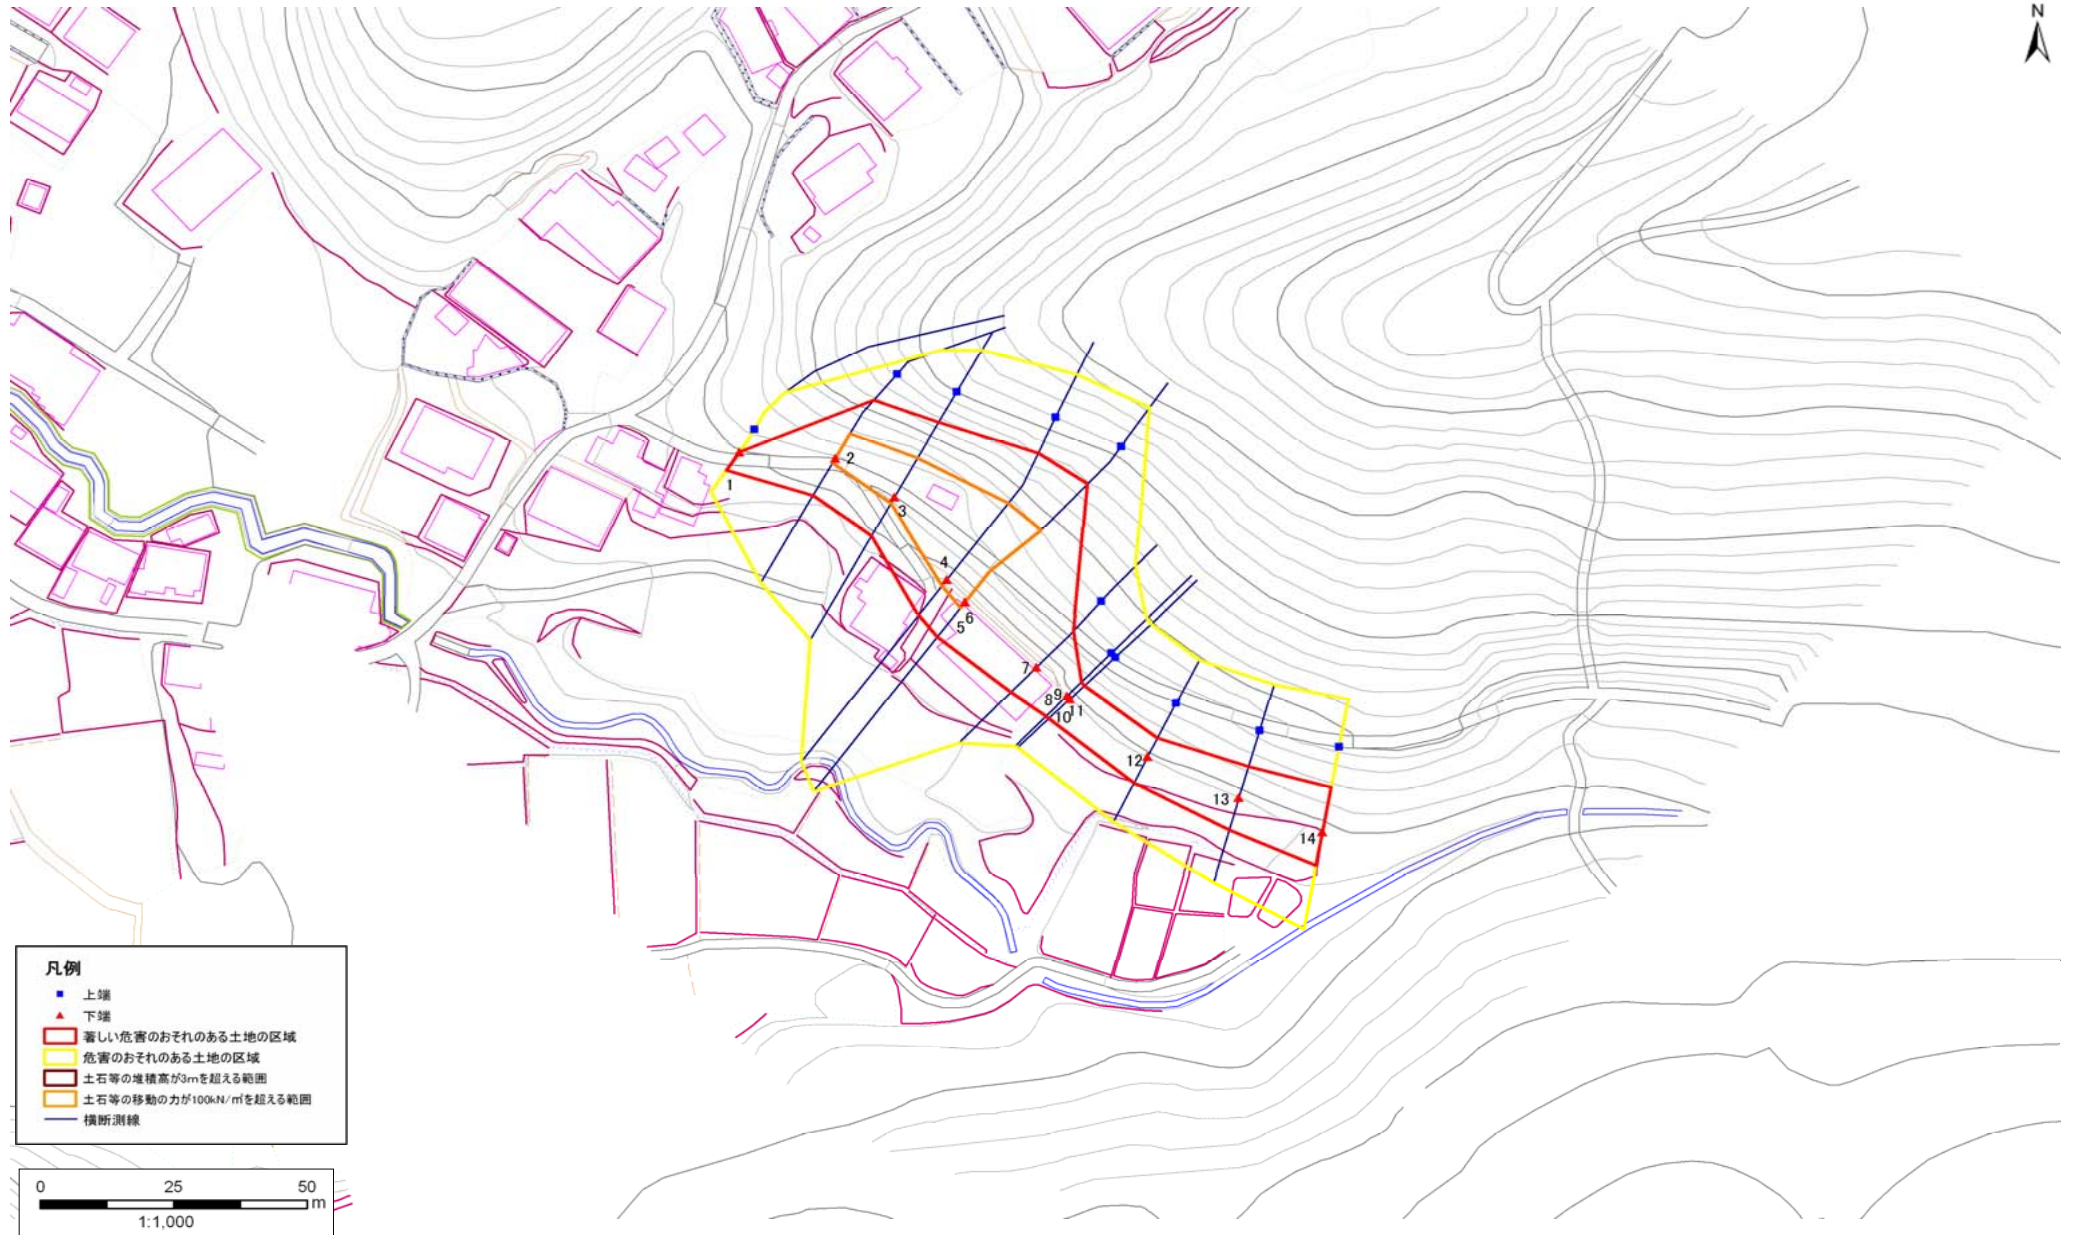 N
1
2
3
4
5
6
7
8
9
10
11
12
13
14
凡例
上端
下端
著しい危害のおそれのある土地の区域
危害のおそれのある土地の区域
土石等の堆積高が3mを超える範囲
土石等の移動の力が100kN/㎡を超える範囲
横断測線
0 25 50
m
1:1,000